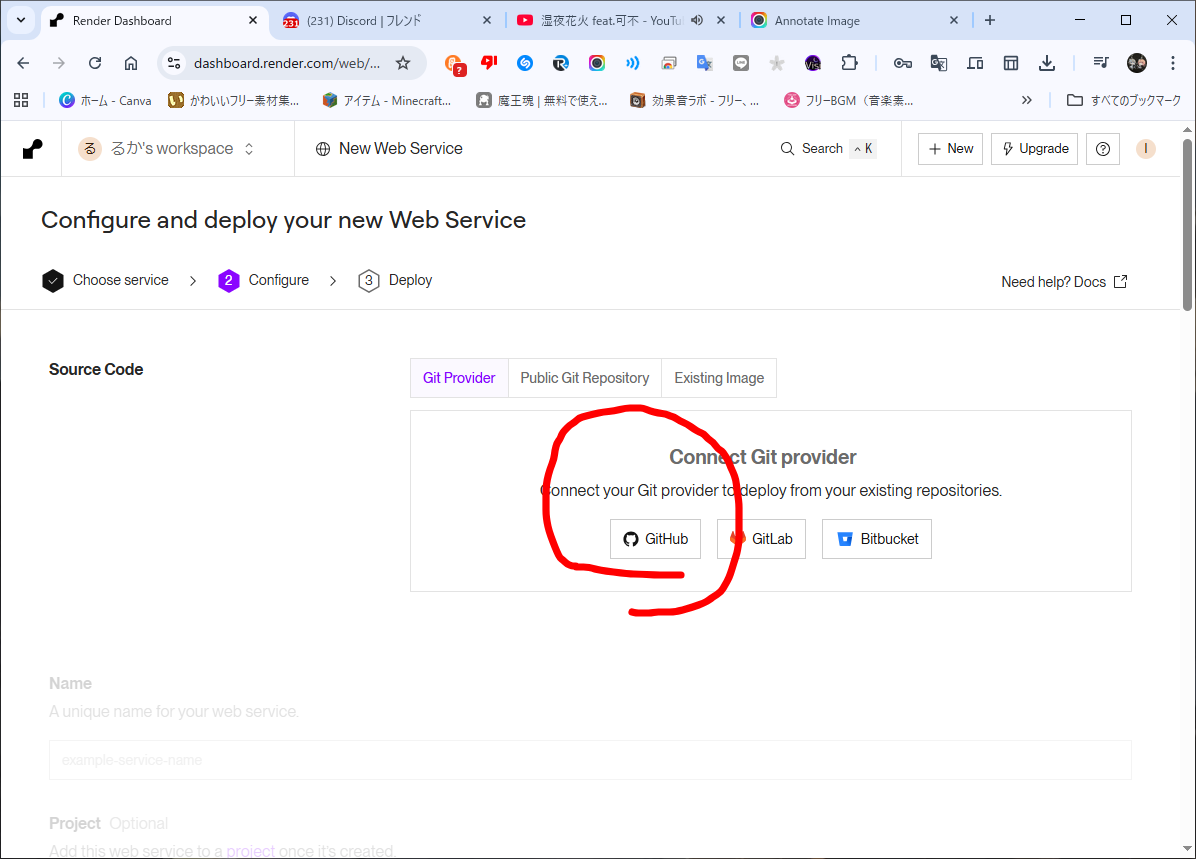 Render Dashboard
231
(231) Discord | フレンド
湿夜花火 feat.可不 - YouTu
Annotate Image
dashboard.render.com/web/...
ホーム - Canva
かわいいフリー素材集...
アイテム - Minecraft...
魔王魂 | 無料で使え...
効果音ラボ - フリー、...
フリーBGM（音楽素...
すべてのブックマーク
る
るか's workspace
New Web Service
Search
K
New
Upgrade
I
Configure and deploy your new Web Service
Choose service
2 Configure
3 Deploy
Need help? Docs
Source Code
Git Provider
Public Git Repository
Existing Image
Connect Git provider
Connect your Git provider to deploy from your existing repositories.
GitHub
GitLab
Bitbucket
Name
A unique name for your web service.
example-service-name
Project Optional
Add this web service to a project once it's created.